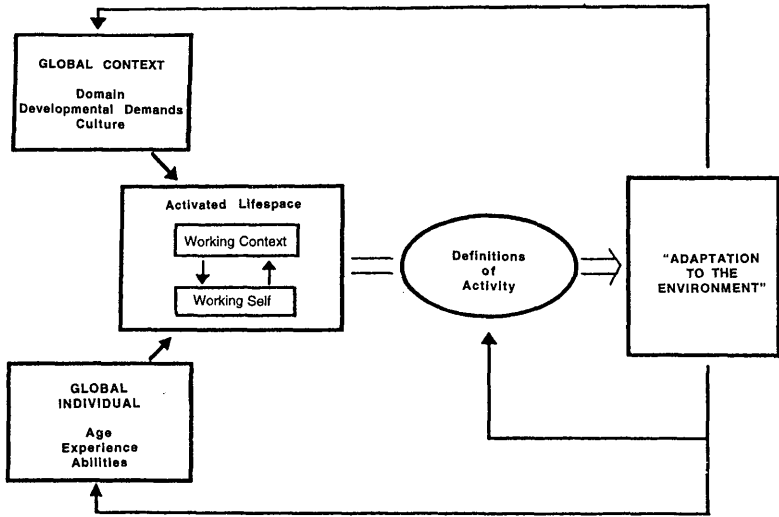 GLOBAL CONTEXT
Domain
Developmental Demands
Culture
Activated Lifespace
Working Context
Working Self
GLOBAL
INDIVIDUAL
Age
Experience
Abilities
Definitions
of
Activity
"ADAPTATION
TO THE
ENVIRONMENT"